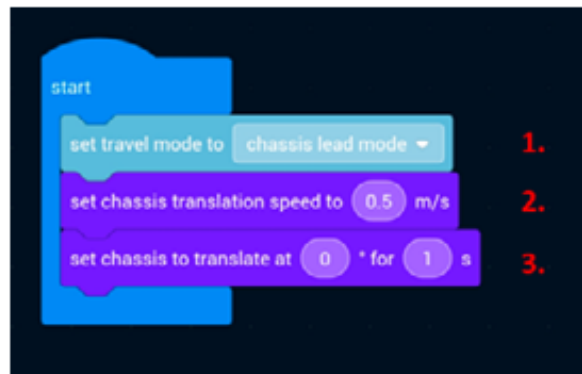 start
set travel mode to chassis lead mode 1.
set chassis translation speed to 0.5 m/s 2.
set chassis to translate at 0 ° for 1 s 3.